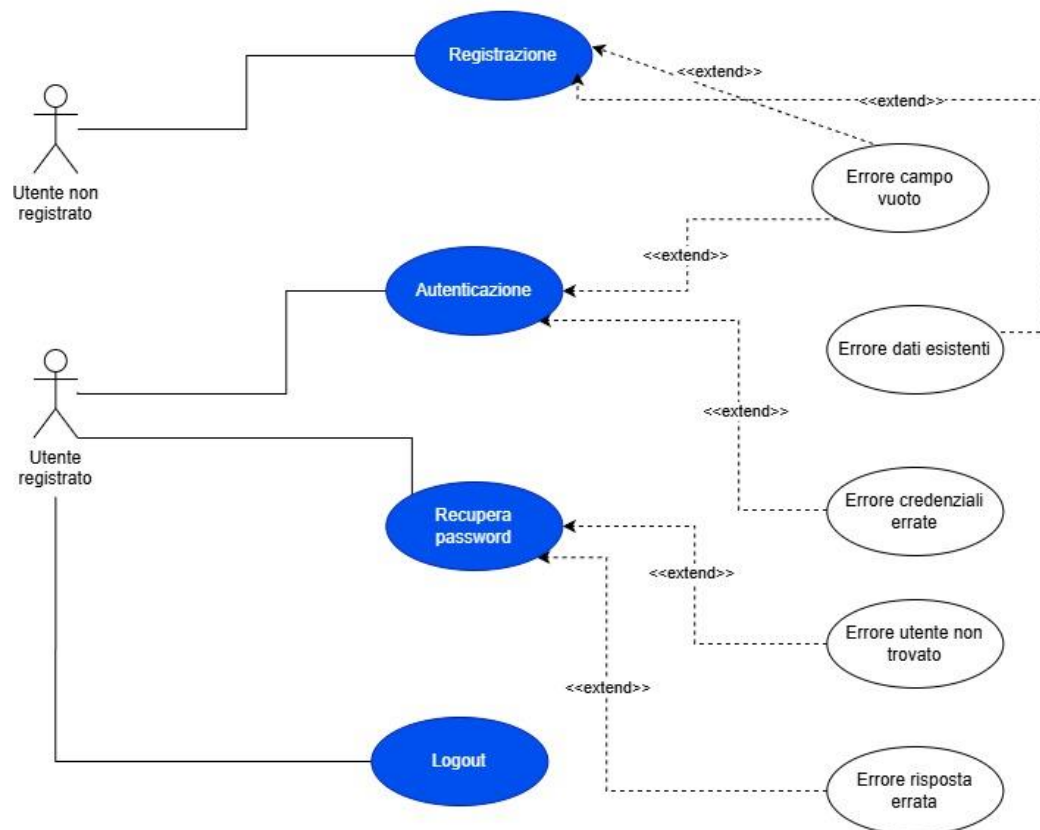 Registrazione
<<extend>>
<<extend>>
Utente non
registrato
Errore campo
vuoto
<<extend>>
Autenticazione
Errore dati esistenti
<<extend>>
Utente
registrato
Errore credenziali
errate
Recupera
password
<<extend>>
Errore utente non
trovato
<<extend>>
Logout
Errore risposta
errata